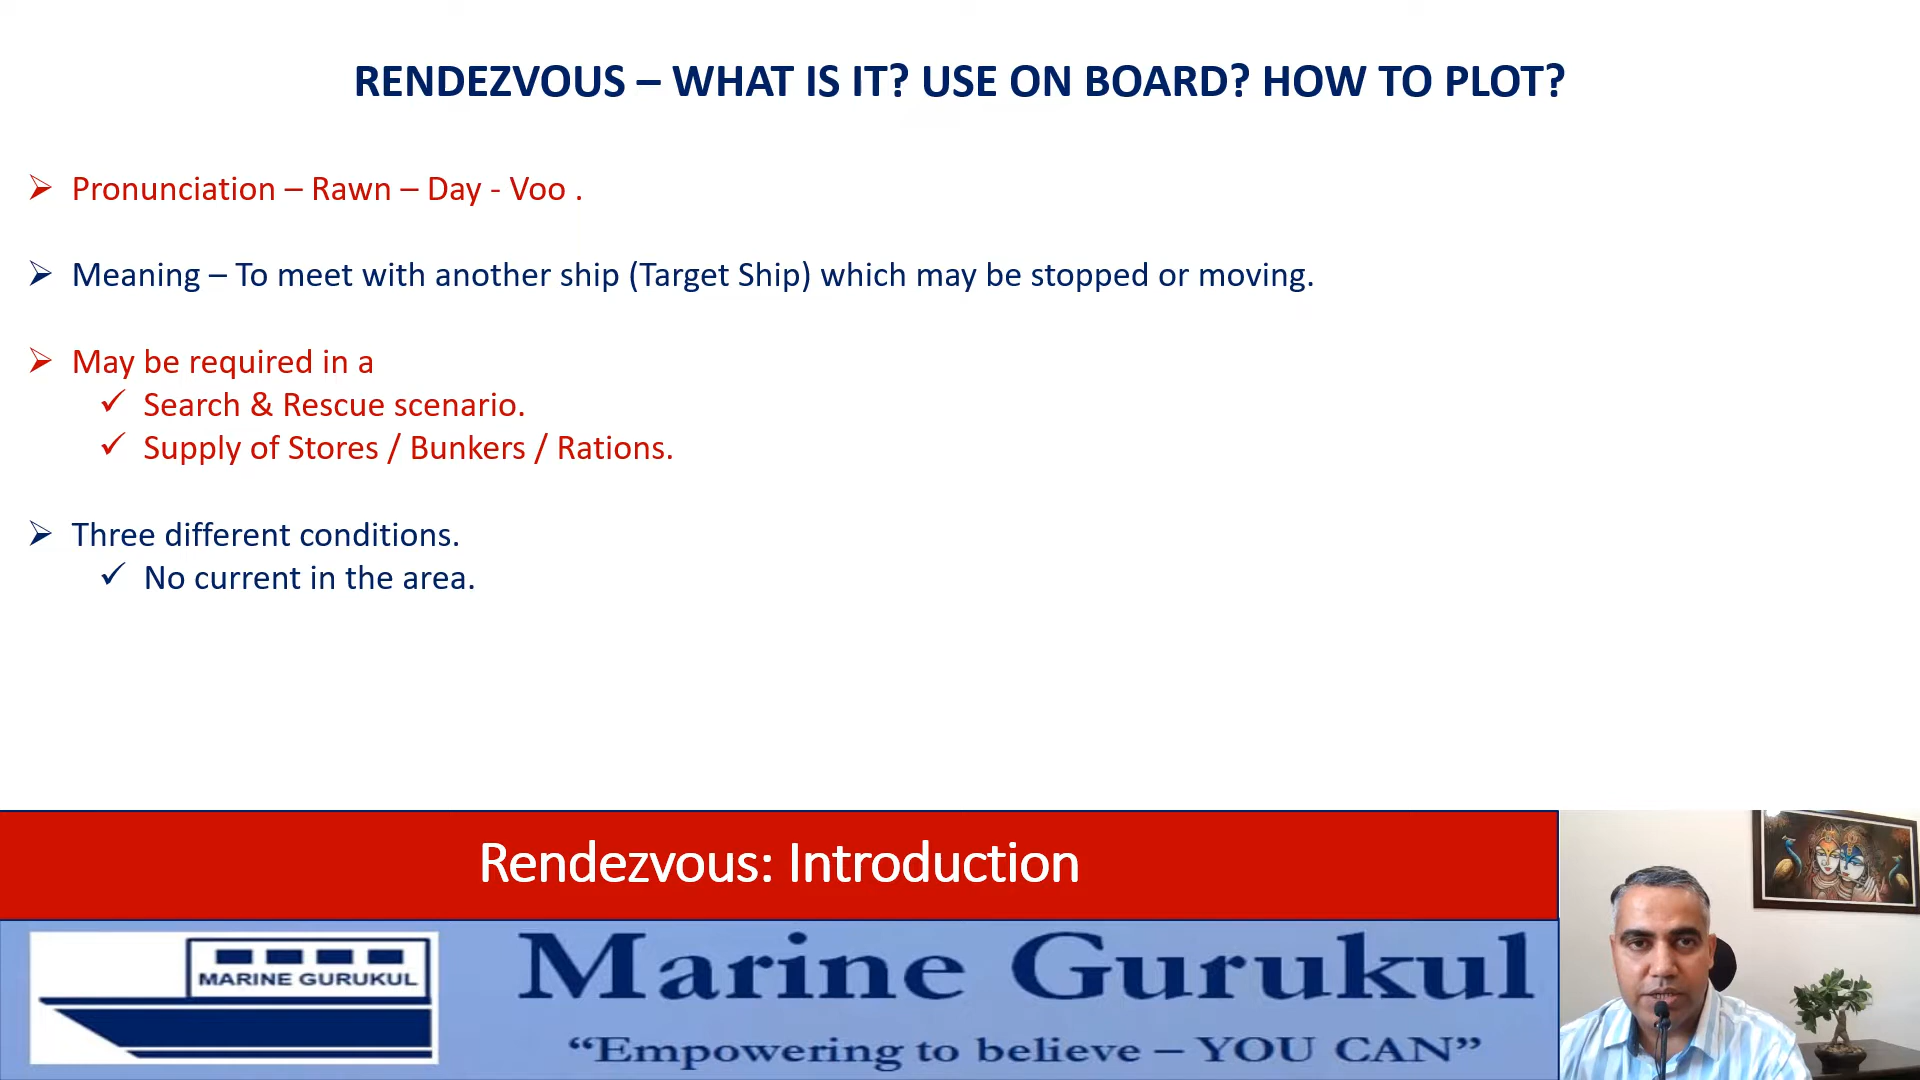 RENDEZVOUS – WHAT IS IT? USE ON BOARD? HOW TO PLOT?
➢ Pronunciation – Rawn – Day - Voo .
➢ Meaning – To meet with another ship (Target Ship) which may be stopped or moving.
➢ May be required in a
✓ Search & Rescue scenario.
✓ Supply of Stores / Bunkers / Rations.
➢ Three different conditions.
✓ No current in the area.
Rendezvous: Introduction
MARINE GURUKUL
Marine Gurukul
“Empowering to believe – YOU CAN”